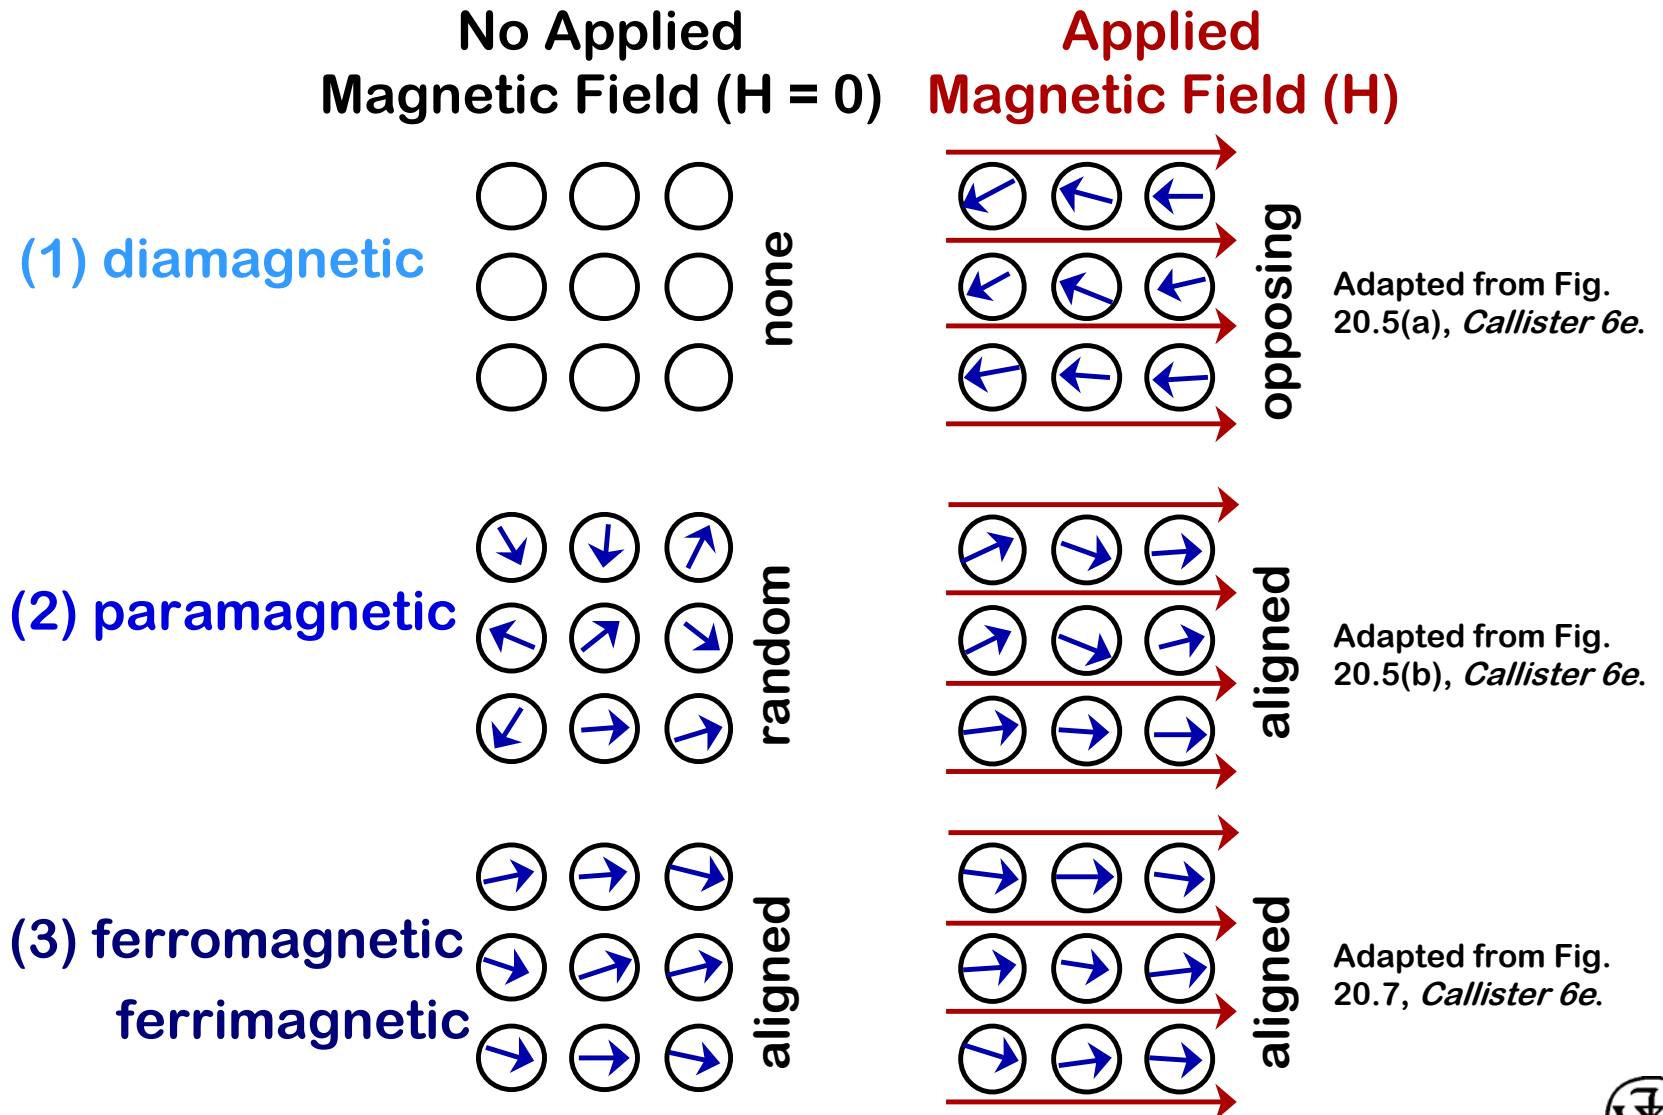 No Applied
Magnetic Field (H = 0)
Applied
Magnetic Field (H)
(1) diamagnetic
none
opposing
Adapted from Fig.
20.5(a), Callister 6e.
(2) paramagnetic
random
aligned
Adapted from Fig.
20.5(b), Callister 6e.
(3) ferromagnetic
ferrimagnetic
aligned
aligned
Adapted from Fig.
20.7, Callister 6e.